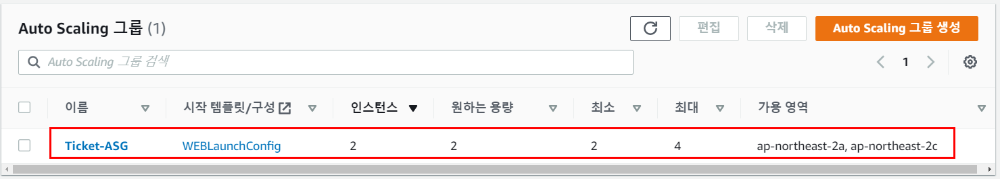 Auto Scaling 그룹 (1)
편집
삭제
Auto Scaling 그룹 생성
Auto Scaling 그룹 검색
1
이름 시작 템플릿/구성 인스턴스 원하는 용량 최소 최대 가용 영역
Ticket-ASG WEBLaunchConfig 2 2 2 4 ap-northeast-2a, ap-northeast-2c